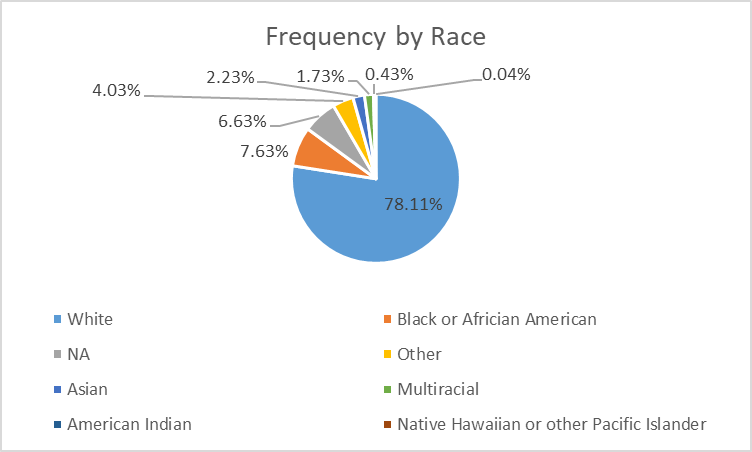 Frequency by Race
2.23% 1.73% 0.43% 0.04%
4.03%
6.63%
7.63%
78.11%
White Black or Africian American
NA Other
Asian Multiracial
American Indian Native Hawaiian or other Pacific Islander